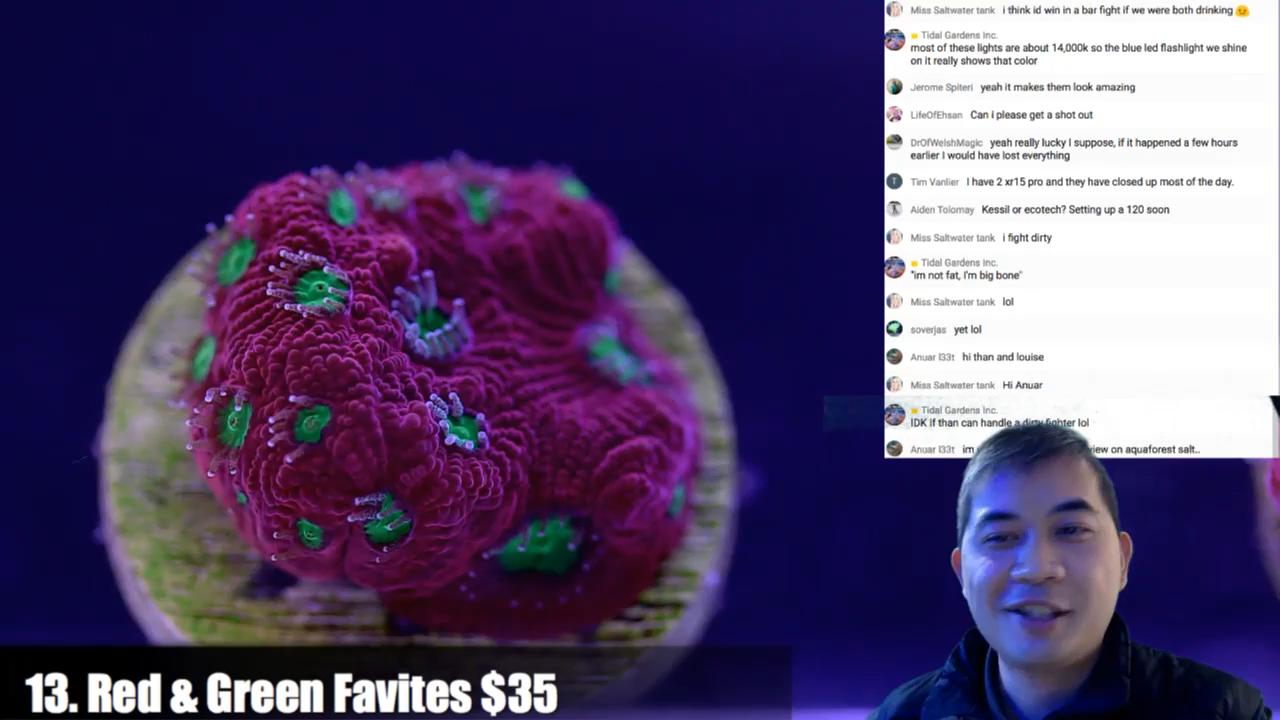 Miss Saltwater tank i think id win in a bar fight if we were both drinking
Tidal Gardens Inc.
most of these lights are about 14,000k so the blue led flashlight we shine
on it really shows that color
Jerome Spiteri yeah it makes them look amazing
LifeOfEhsan Can i please get a shot out
DrOfWelshMagic yeah really lucky I suppose, if it happened a few hours
earlier I would have lost everything
T Tim Vanlier I have 2 xr15 pro and they have closed up most of the day.
Aiden Tolomay Kessil or ecotech? Setting up a 120 soon
Miss Saltwater tank i fight dirty
Tidal Gardens Inc.
"im not fat, I'm big bone"
Miss Saltwater tank lol
soverjas yet lol
Anuar l33t hi than and louise
Miss Saltwater tank Hi Anuar
Tidal Gardens Inc.
IDK if than can handle a dirty fighter lol
Anuar l33t im view on aquaforest salt..
13. Red & Green Favites $35